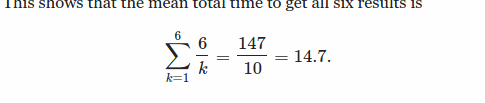 This shows that the mean total time to get all six results is
6
∑ 6/k = 147/10 = 14.7.
k=1